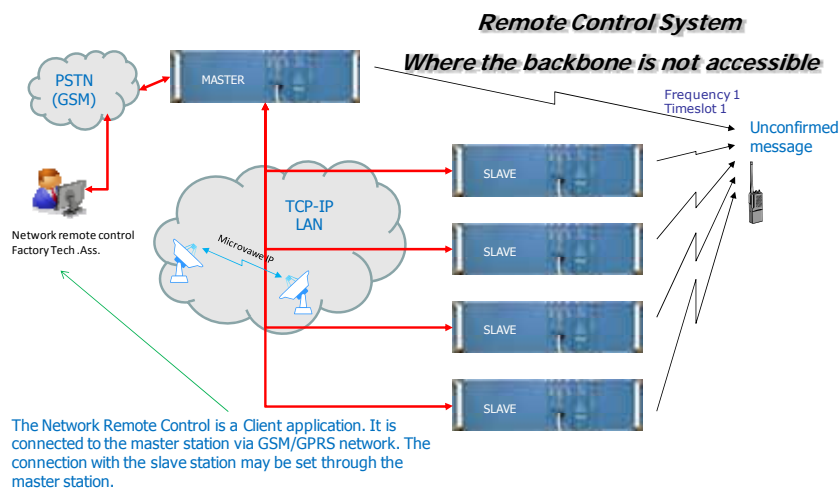 Remote Control System
Where the backbone is not accessible
PSTN
(GSM)
MASTER
Frequency 1
Timeslot 1
Unconfirmed
message
SLAVE
TCP-IP
LAN
SLAVE
Microvawe IP
Network remote control
Factory Tech .Ass.
SLAVE
SLAVE
The Network Remote Control is a Client application. It is
connected to the master station via GSM/GPRS network. The
connection with the slave station may be set through the
master station.